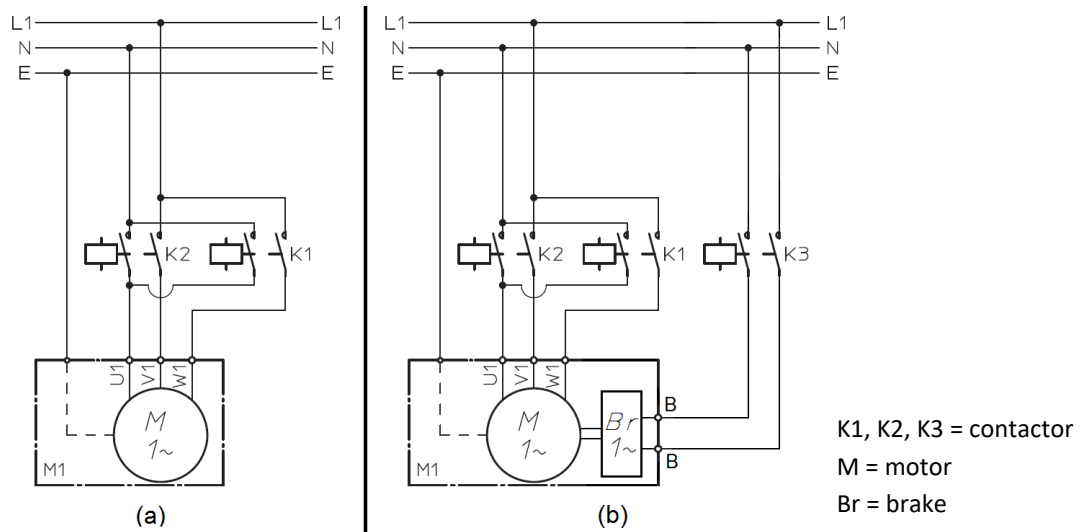 L1 L1 L1 L1
N N N N
E E E E
K2 K1 K2 K1 K3
U1 V1 W1 U1 V1 W1
B
M M Br
1~ 1~ 1~
B
M1 M1
(a) (b)
K1, K2, K3 = contactor
M = motor
Br = brake